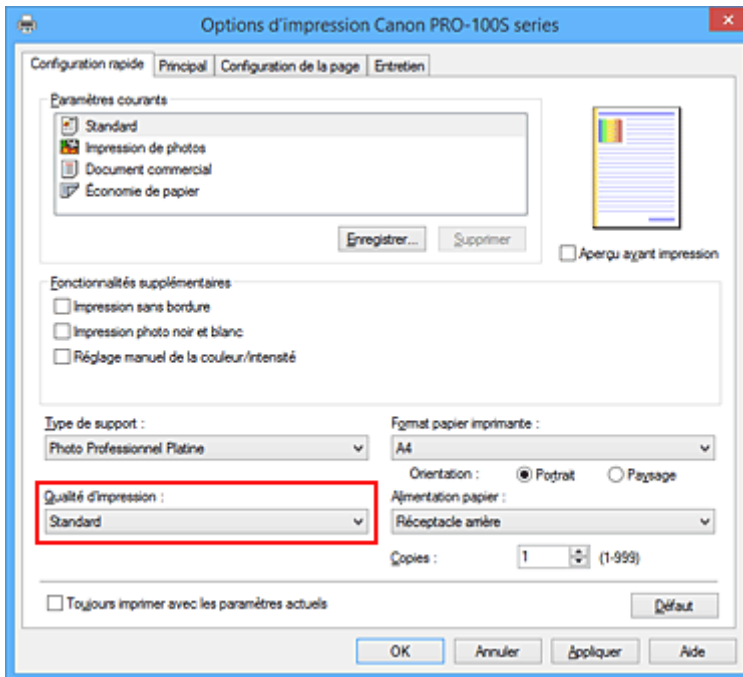 Options d'impression Canon PRO-100S series
Configuration rapide Principal Configuration de la page Entretien
Paramètres courants
Standard
Impression de photos
Document commercial
Économie de papier
Enregistrer... Supprimer
Aperçu avant impression
Fonctionnalités supplémentaires
Impression sans bordure
Impression photo noir et blanc
Réglage manuel de la couleur/intensité
Type de support :
Photo Professionnel Platine
Format papier imprimante :
A4
Orientation : Portrait Paysage
Qualité d'impression :
Standard
Alimentation papier :
Réceptacle arrière
Copies : 1 (1-999)
Toujours imprimer avec les paramètres actuels
Défaut
OK Annuler Appliquer Aide